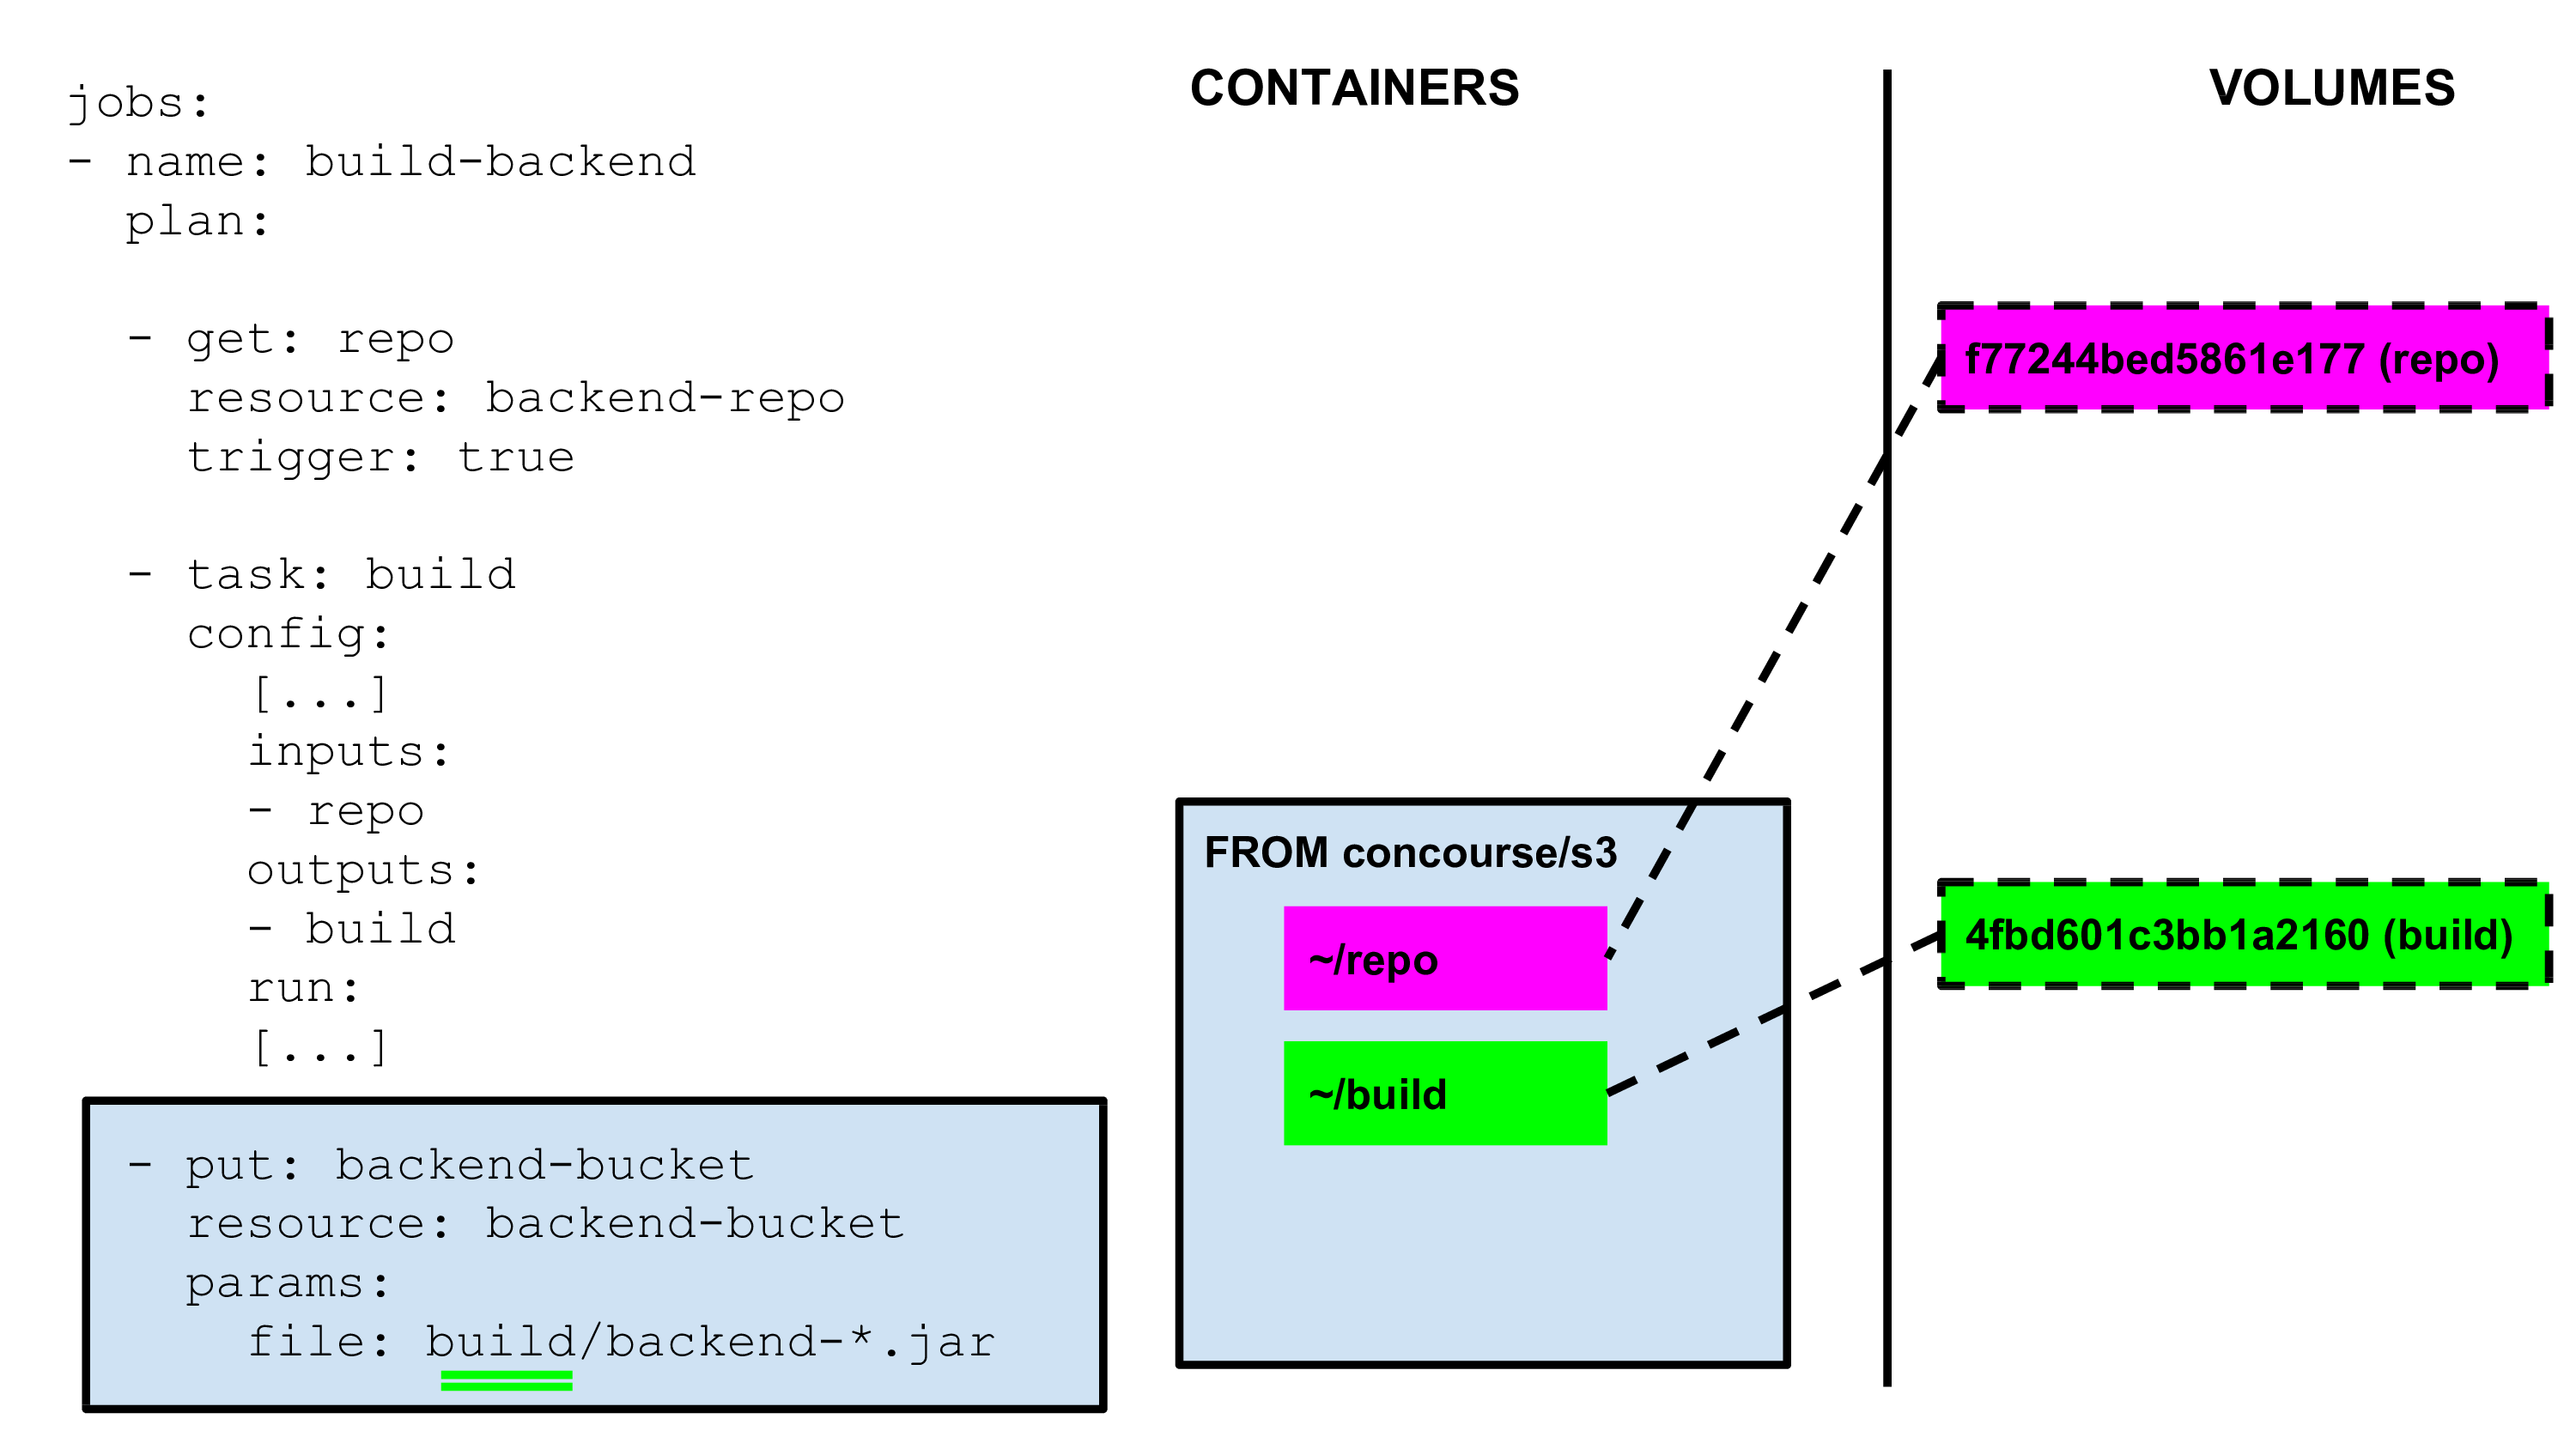 jobs:
- name: build-backend
  plan:

  - get: repo
    resource: backend-repo
    trigger: true

  - task: build
    config:
      [...]
      inputs:
      - repo
      outputs:
      - build
      run:
      [...]

  - put: backend-bucket
    resource: backend-bucket
    params:
      file: build/backend-*.jar
CONTAINERS
FROM concourse/s3
~/repo
~/build
VOLUMES
f77244bed5861e177 (repo)
4fbd601c3bb1a2160 (build)